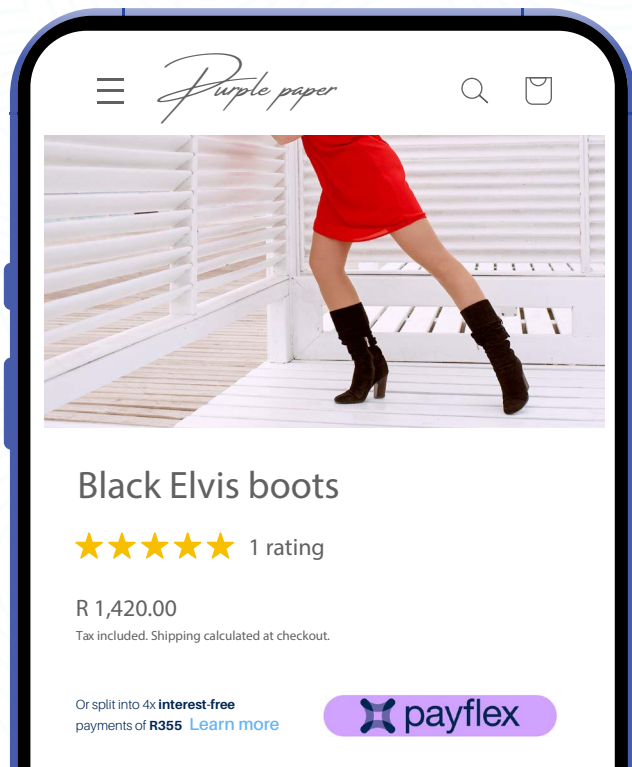 Purple paper
Black Elvis boots
1 rating
R 1,420.00
Tax included. Shipping calculated at checkout.
Or split into 4x interest-free
payments of R355 Learn more
payflex